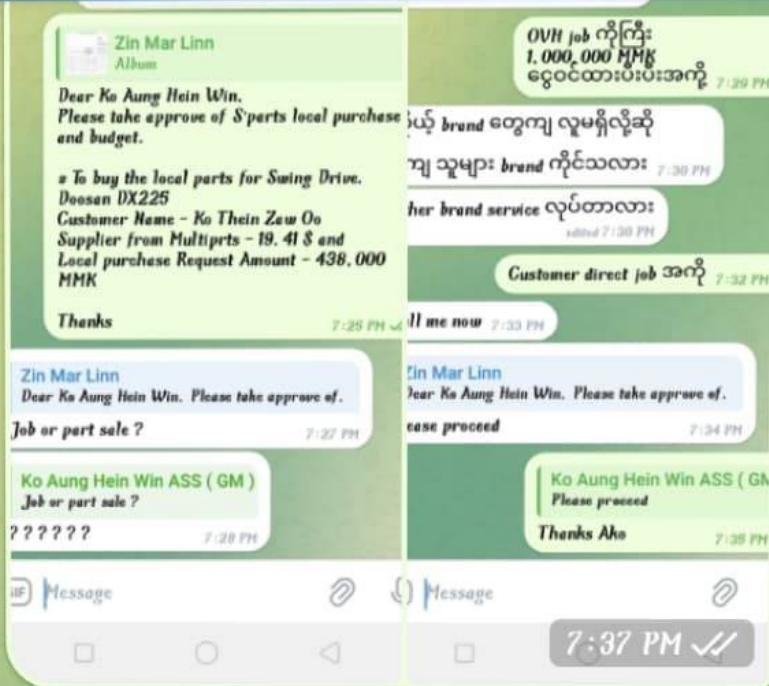 Zin Mar Linn
Album
Dear Ko Aung Hein Win.
Please take approve of S'parts local purchase
and budget.
To buy the local parts for Swing Drive.
Doosan DX225
Customer Name - Ko Thein Zaw Oo
Supplier from Multiprts - 19.41 $ and
Local purchase Request Amount - 438,000
MMK
Thanks
7:25 PM
Zin Mar Linn
Dear Ko Aung Hein Win. Please take approve of.
Job or part sale ?
7:27 PM
Ko Aung Hein Win ASS ( GM )
Job or part sale ?
? ? ? ? ? ?
7:28 PM
Message
OVH job ကိုကြီး
1,000,000 MMK
ငွေဝင်ထားပီးပီးအကို 7:29 PM
brand တွေကျ လူမရှိလို့ဆို
သူများ brand ကိုင်သလား 7:30 PM
her brand service လုပ်တာလား
edited 7:30 PM
Customer direct job အကို 7:32 PM
ll me now 7:33 PM
Zin Mar Linn
Dear Ko Aung Hein Win. Please take approve of.
ease proceed
7:34 PM
Ko Aung Hein Win ASS ( GM
Please proceed
Thanks Ako
7:35 PM
Message
7:37 PM